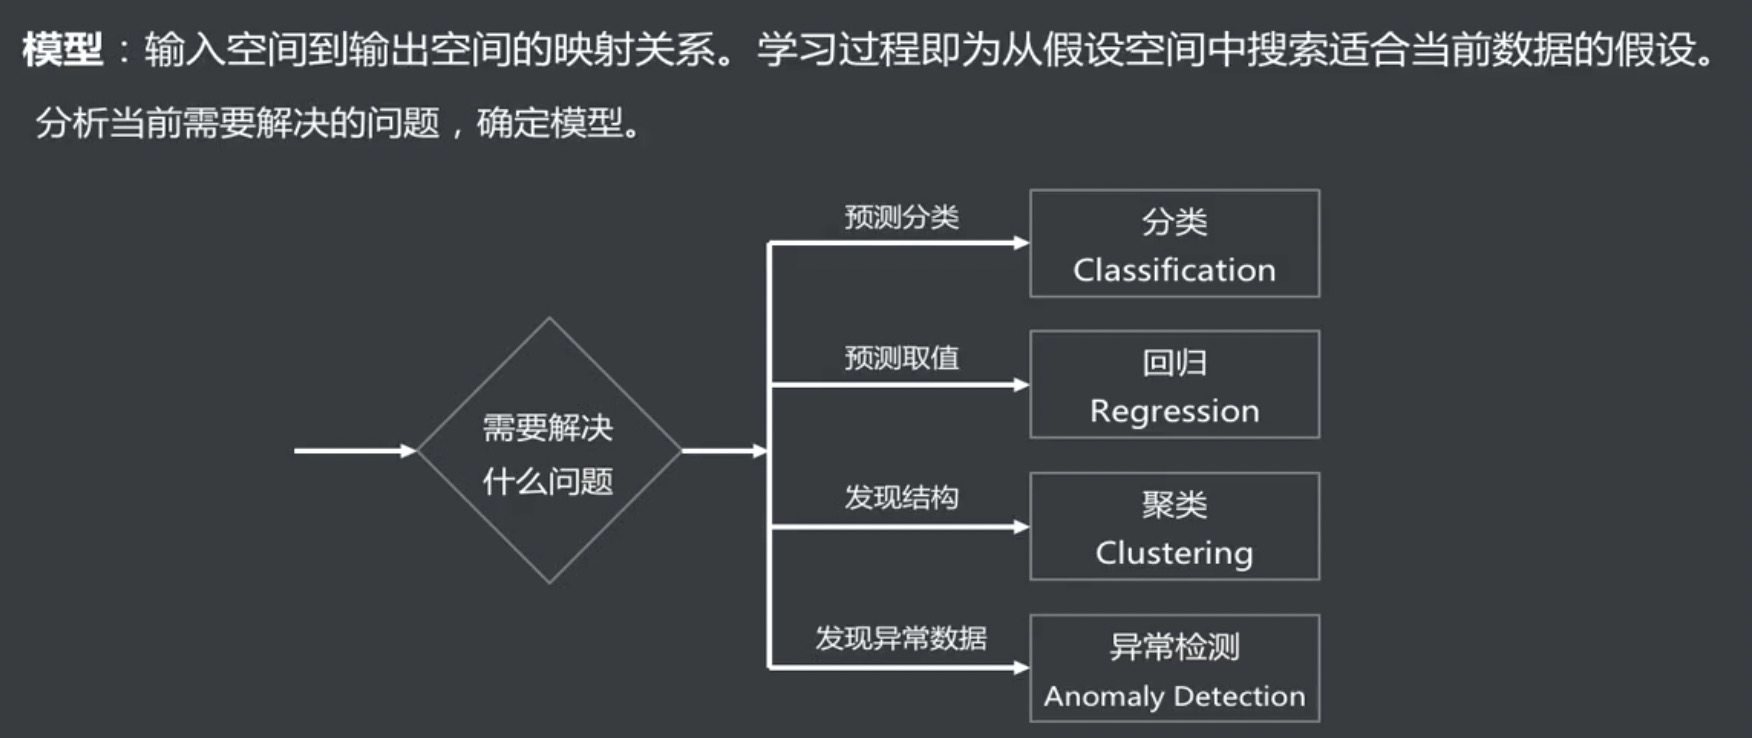 模型：输入空间到输出空间的映射关系。学习过程即为从假设空间中搜索适合当前数据的假设。
分析当前需要解决的问题，确定模型。
需要解决
什么问题
预测分类
分类
Classification
预测取值
回归
Regression
发现结构
聚类
Clustering
发现异常数据
异常检测
Anomaly Detection